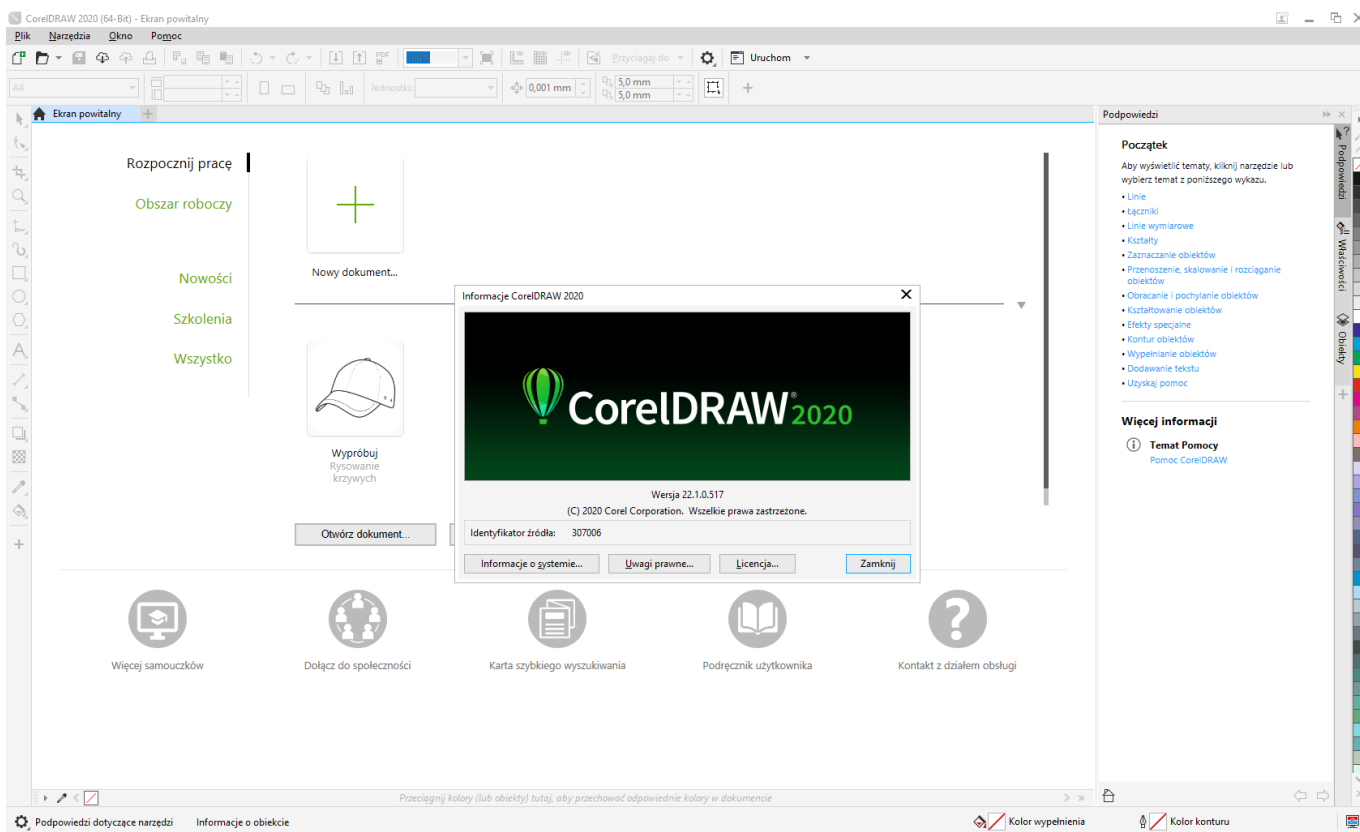 CorelDRAW 2020 (64-Bit) - Ekran powitalny
Plik Narzędzia Okno Pomoc
PDF Przyciągaj do Uruchom
A4 Jednostki: 0,001 mm 5,0 mm
5,0 mm
Ekran powitalny
Rozpocznij pracę
Obszar roboczy
Nowości
Szkolenia
Wszystko
Nowy dokument...
Wypróbuj
Rysowanie
krzywych
Otwórz dokument...
Informacje CorelDRAW 2020
CorelDRAW® 2020
Wersja 22.1.0.517
(C) 2020 Corel Corporation. Wszelkie prawa zastrzeżone.
Identyfikator źródła: 307006
Informacje o systemie... Uwagi prawne... Licencja... Zamknij
Więcej samouczków
Dołącz do społeczności
Karta szybkiego wyszukiwania
Podręcznik użytkownika
Kontakt z działem obsługi
Podpowiedzi
Początek
Aby wyświetlić tematy, kliknij narzędzie lub
wybierz temat z poniższego wykazu.
• Linie
• Łączniki
• Linie wymiarowe
• Kształty
• Zaznaczanie obiektów
• Przenoszenie, skalowanie i rozciąganie
obiektów
• Obracanie i pochylanie obiektów
• Kształtowanie obiektów
• Efekty specjalne
• Kontur obiektów
• Wypełnianie obiektów
• Dodawanie tekstu
• Uzyskaj pomoc
Więcej informacji
Temat Pomocy
Pomoc CorelDRAW
Podpowiedzi
Właściwości
Obiekty
Przeciągnij kolory (lub obiekty) tutaj, aby przechować odpowiednie kolory w dokumencie
Podpowiedzi dotyczące narzędzi Informacje o obiekcie Kolor wypełnienia Kolor konturu